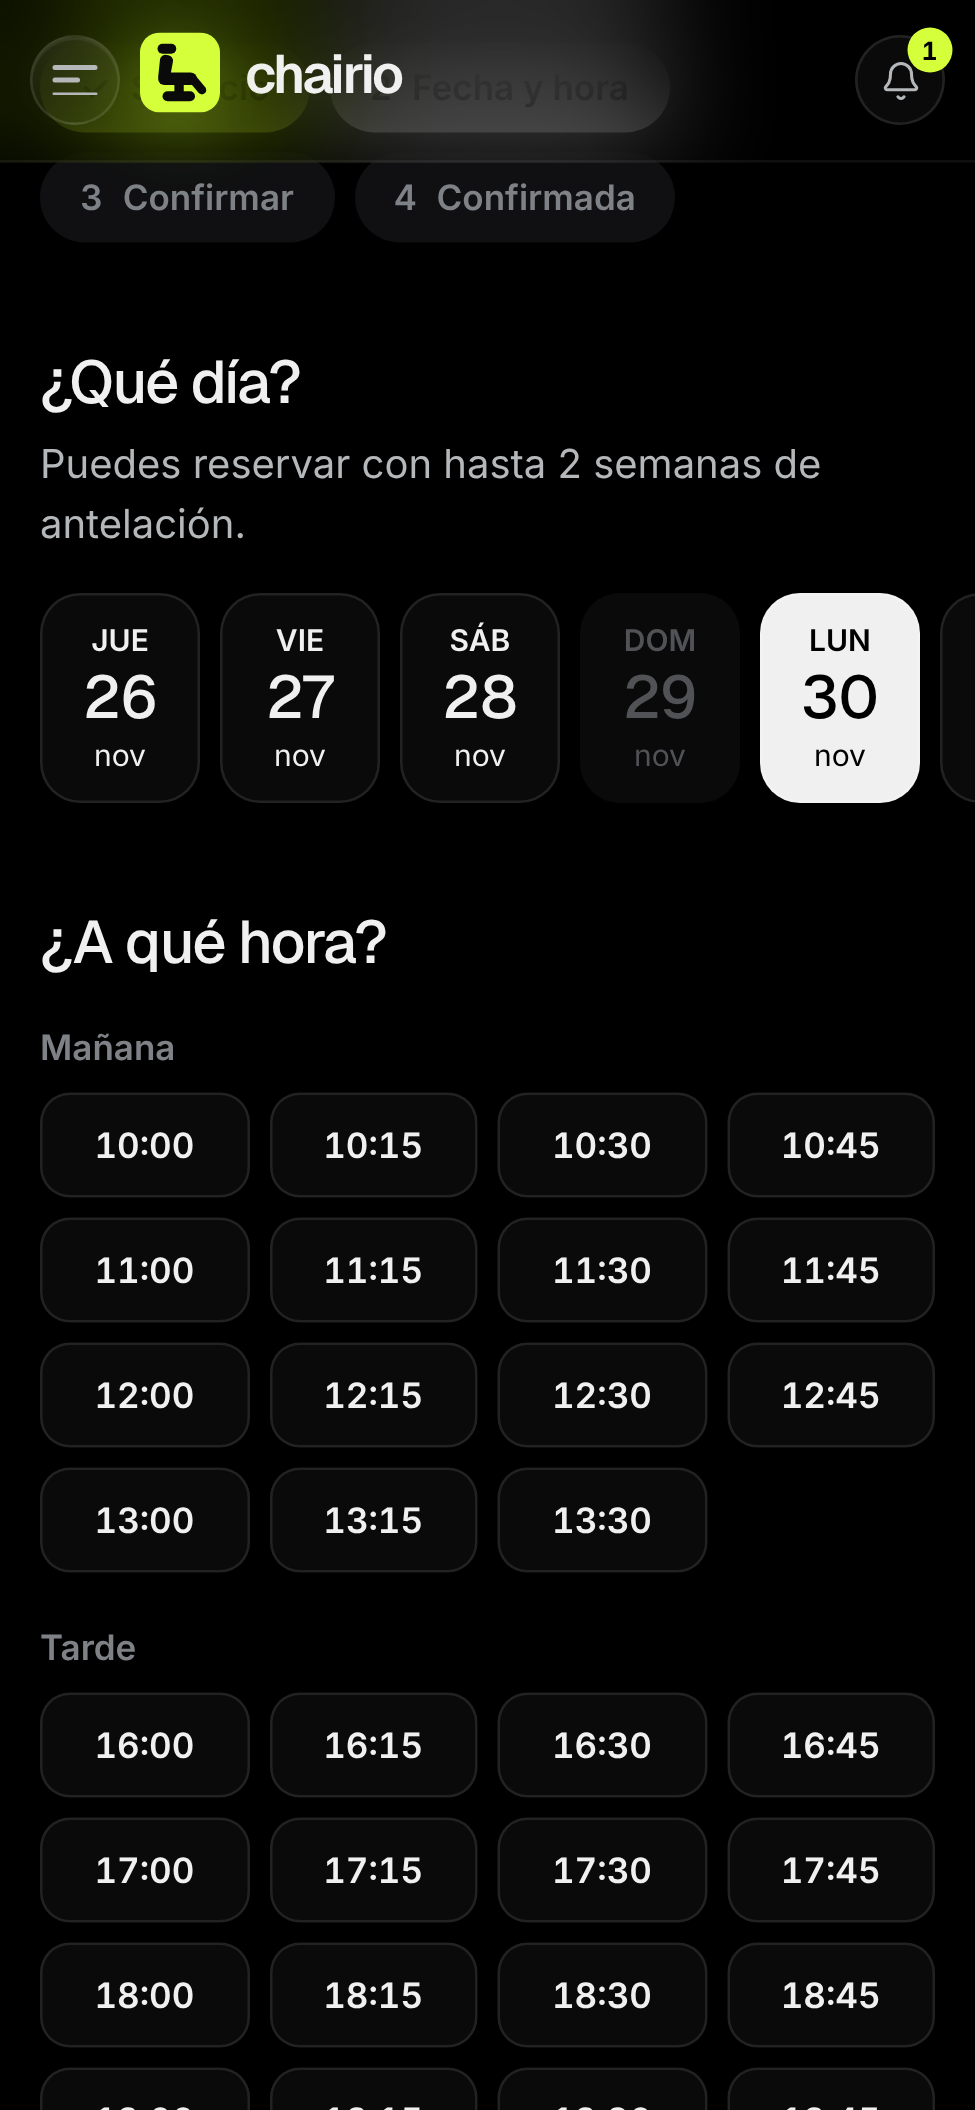 chairio
1
Fecha y hora
3 Confirmar
4 Confirmada
¿Qué día?
Puedes reservar con hasta 2 semanas de
antelación.
JUE
26
nov
VIE
27
nov
SÁB
28
nov
DOM
29
nov
LUN
30
nov
¿A qué hora?
Mañana
10:00 10:15 10:30 10:45
11:00 11:15 11:30 11:45
12:00 12:15 12:30 12:45
13:00 13:15 13:30
Tarde
16:00 16:15 16:30 16:45
17:00 17:15 17:30 17:45
18:00 18:15 18:30 18:45